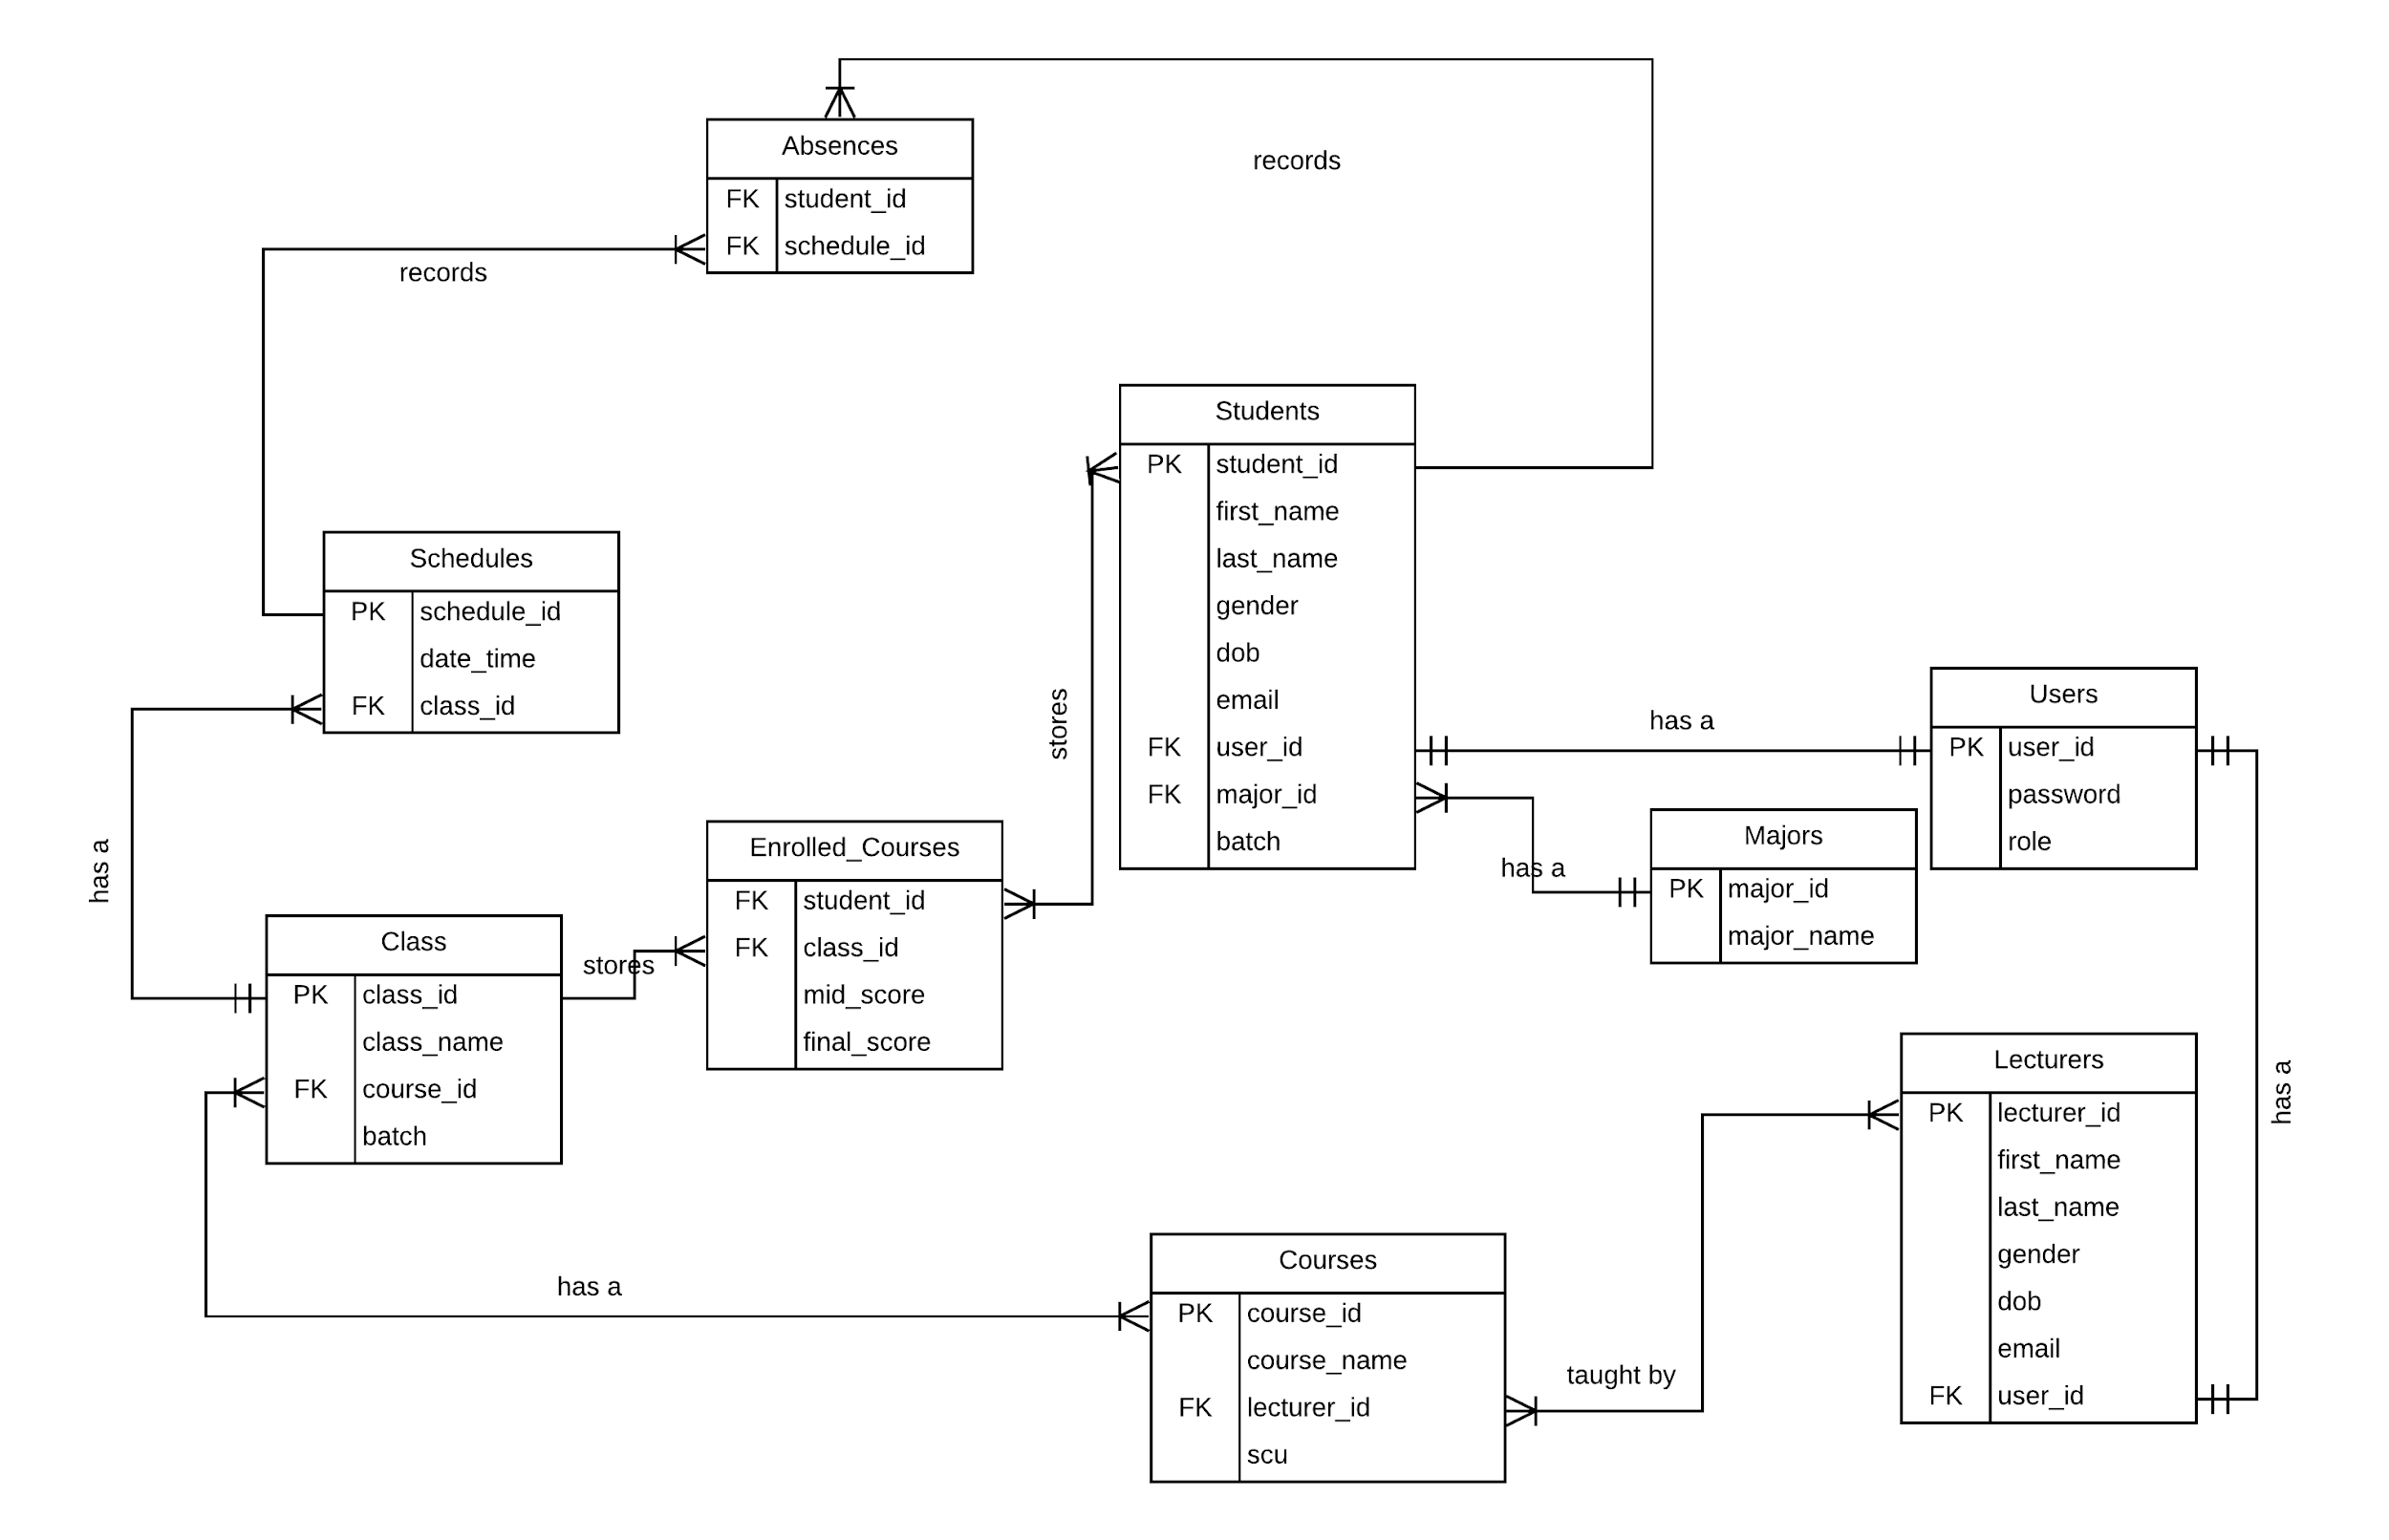 Absences
FK student_id
FK schedule_id
records
records
Students
PK student_id
first_name
last_name
gender
dob
email
FK user_id
FK major_id
batch
Schedules
PK schedule_id
date_time
FK class_id
stores
has a
Users
PK user_id
password
role
Majors
PK major_id
major_name
has a
has a
Enrolled_Courses
FK student_id
FK class_id
mid_score
final_score
stores
Class
PK class_id
class_name
FK course_id
batch
Lecturers
PK lecturer_id
first_name
last_name
gender
dob
email
FK user_id
has a
has a
Courses
PK course_id
course_name
FK lecturer_id
scu
taught by